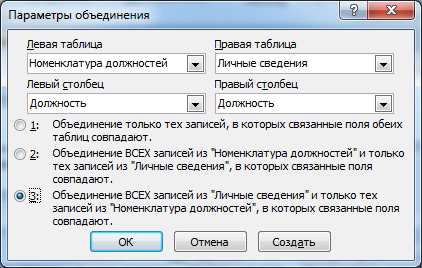 Параметры объединения
Левая таблица
Правая таблица
Номенклатура должностей
Личные сведения
Левый столбец
Правый столбец
Должность
Должность
1: Объединение только тех записей, в которых связанные поля обеих
таблиц совпадают.
2: Объединение ВСЕХ записей из "Номенклатура должностей" и только
тех записей из "Личные сведения", в которых связанные поля
совпадают.
3: Объединение ВСЕХ записей из "Личные сведения" и только тех
записей из "Номенклатура должностей", в которых связанные поля
совпадают.
ОК
Отмена
Создать